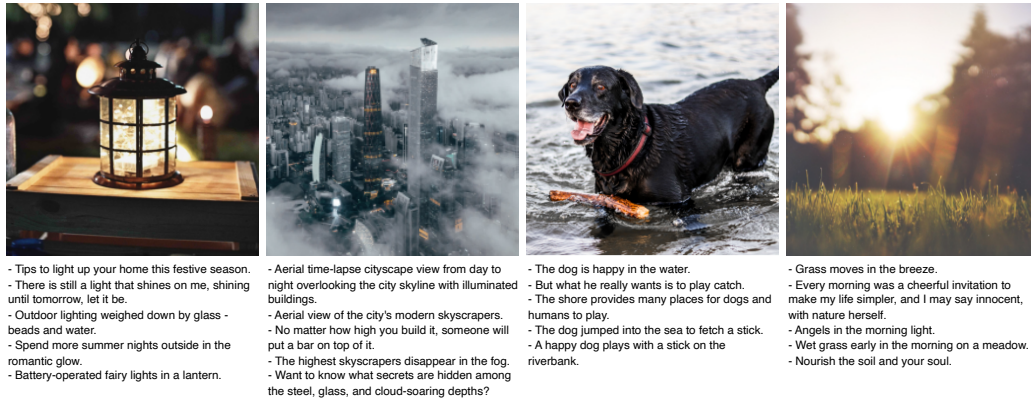 - Tips to light up your home this festive season.
- There is still a light that shines on me, shining
until tomorrow, let it be.
- Outdoor lighting weighed down by glass -
beads and water.
- Spend more summer nights outside in the
romantic glow.
- Battery-operated fairy lights in a lantern.
- Aerial time-lapse cityscape view from day to
night overlooking the city skyline with illuminated
buildings.
- Aerial view of the city's modern skyscrapers.
- No matter how high you build it, someone will
put a bar on top of it.
- The highest skyscrapers disappear in the fog.
- Want to know what secrets are hidden among
the steel, glass, and cloud-soaring depths?
- The dog is happy in the water.
- But what he really wants is to play catch.
- The shore provides many places for dogs and
humans to play.
- The dog jumped into the sea to fetch a stick.
- A happy dog plays with a stick on the
riverbank.
- Grass moves in the breeze.
- Every morning was a cheerful invitation to
make my life simpler, and I may say innocent,
with nature herself.
- Angels in the morning light.
- Wet grass early in the morning on a meadow.
- Nourish the soil and your soul.